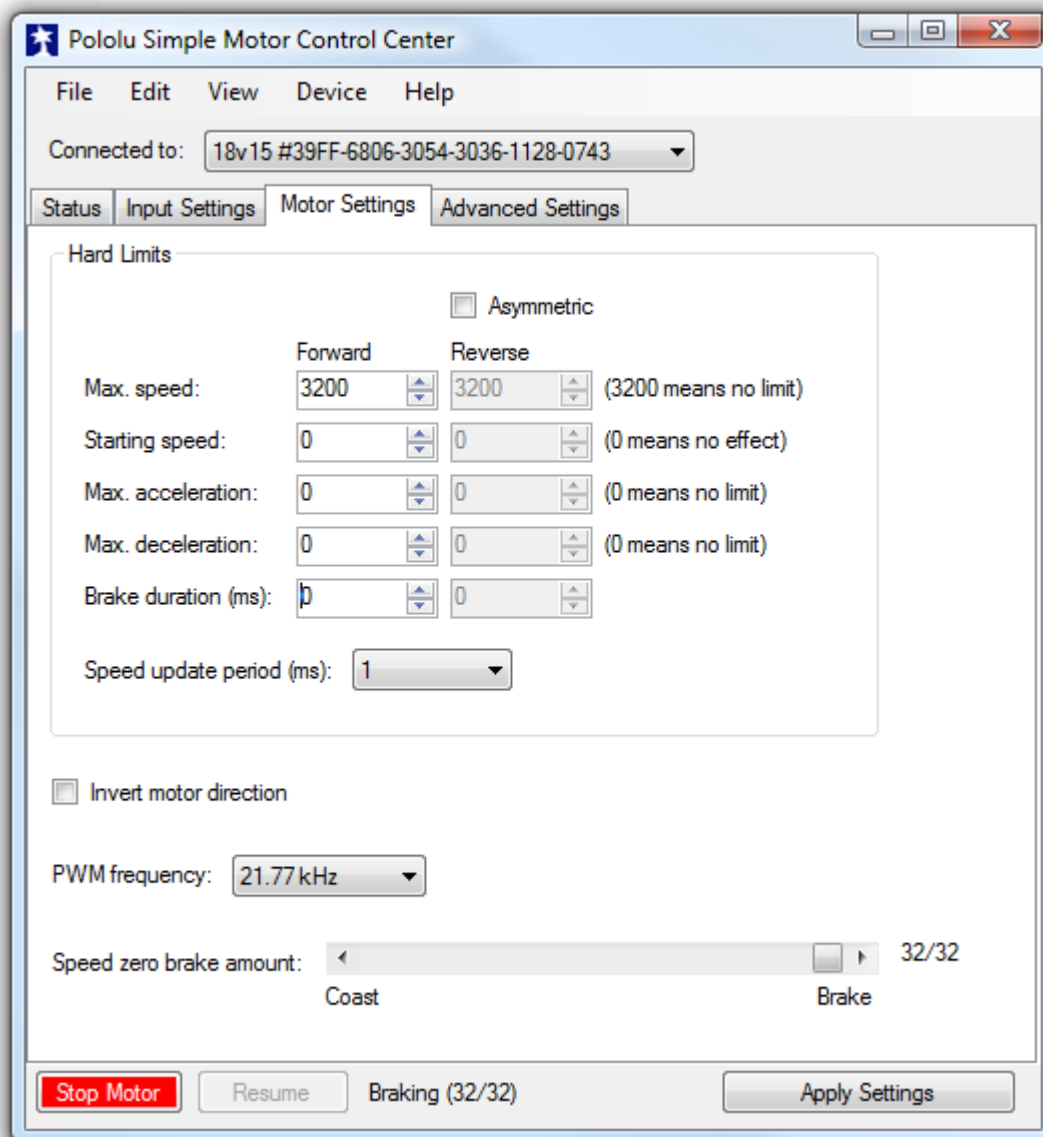 Pololu Simple Motor Control Center
File Edit View Device Help
Connected to: 18v15 #39FF-6806-3054-3036-1128-0743
Status Input Settings Motor Settings Advanced Settings
Hard Limits
Asymmetric
Forward Reverse
Max. speed: 3200 3200 (3200 means no limit)
Starting speed: 0 0 (0 means no effect)
Max. acceleration: 0 0 (0 means no limit)
Max. deceleration: 0 0 (0 means no limit)
Brake duration (ms): 0 0
Speed update period (ms): 1
Invert motor direction
PWM frequency: 21.77 kHz
Speed zero brake amount: 32/32
Coast Brake
Stop Motor Resume Braking (32/32) Apply Settings